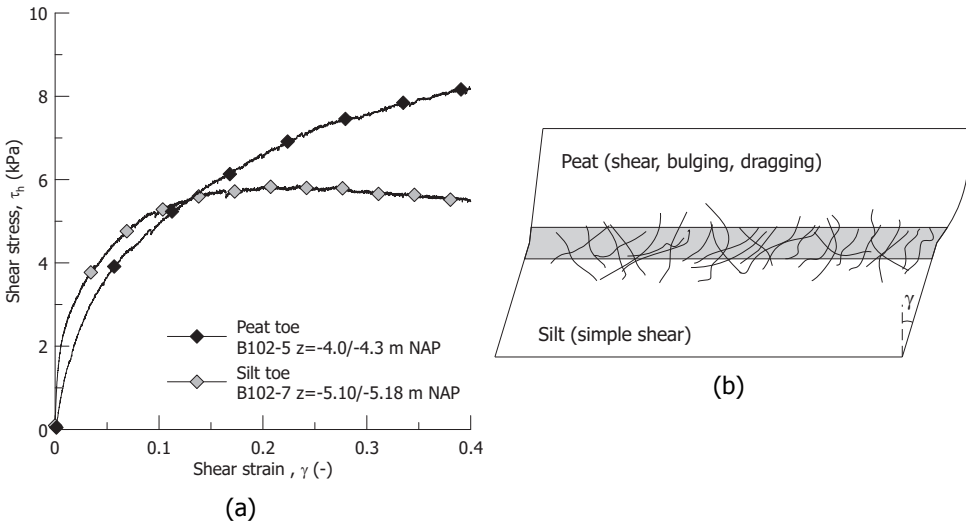 10
8
6
4
2
0
Shear stress, τh (kPa)
Peat toe
B102-5 z=-4.0/-4.3 m NAP
Silt toe
B102-7 z=-5.10/-5.18 m NAP
0 0.1 0.2 0.3 0.4
Shear strain , γ (-)
(a)
Peat (shear, bulging, dragging)
Silt (simple shear)
γ
(b)